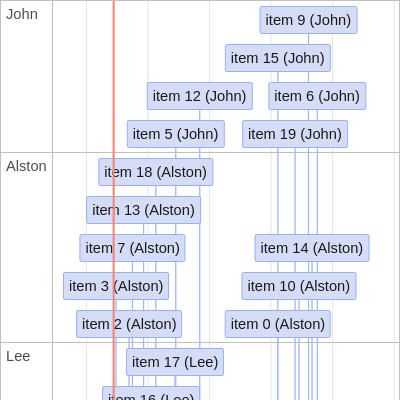 John
item 9 (John)
item 15 (John)
item 12 (John)
item 6 (John)
item 5 (John)
item 19 (John)
Alston
item 18 (Alston)
item 13 (Alston)
item 7 (Alston)
item 14 (Alston)
item 3 (Alston)
item 10 (Alston)
item 2 (Alston)
item 0 (Alston)
Lee
item 17 (Lee)
item 16 (Lee)